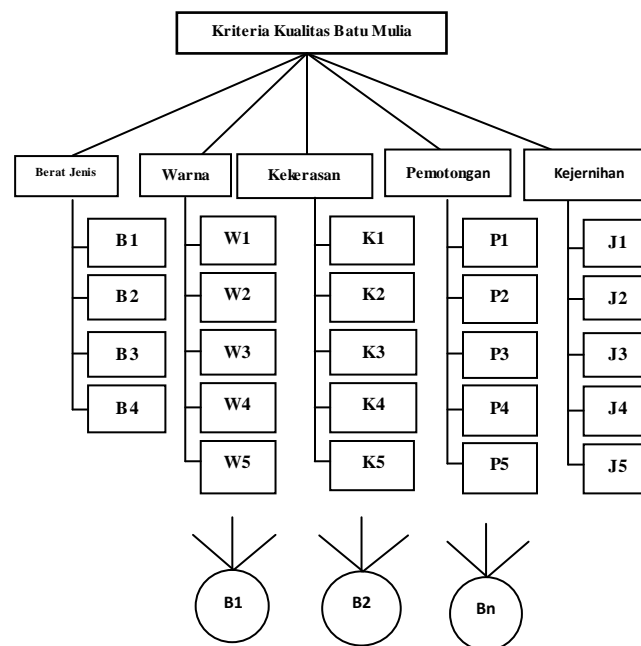 Kriteria Kualitas Batu Mulia
Berat Jenis
Warna
Kekerasan
Pemotongan
Kejernihan
B1
W1
K1
P1
J1
B2
W2
K2
P2
J2
B3
W3
K3
P3
J3
B4
W4
K4
P4
J4
W5
K5
P5
J5
B1
B2
Bn